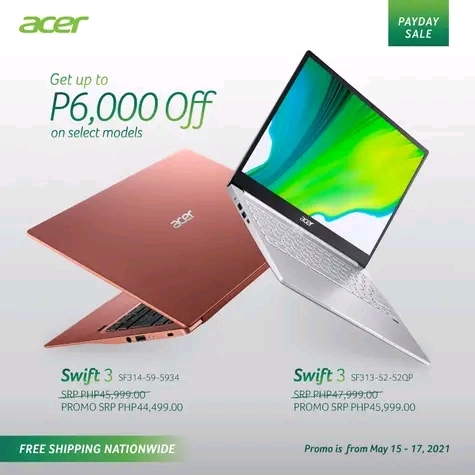 acer
PAYDAY
SALE
Get up to
P6,000 Off
on select models
acer
acer
Swift 3 SF314-59-5934
SRP PHP45,999.00
PROMO SRP PHP44,499.00
Swift 3 SF313-52-52QP
SRP PHP47,999.00
PROMO SRP PHP45,999.00
FREE SHIPPING NATIONWIDE
Promo is from May 15 - 17, 2021